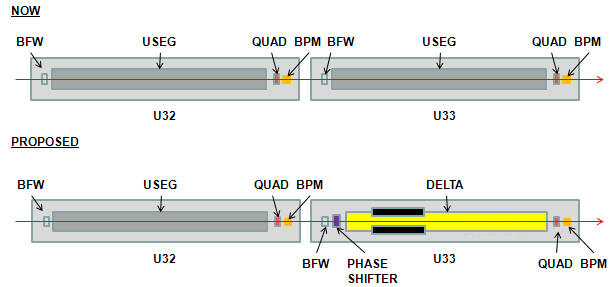 NOW
BFW USEG QUAD BPM BFW USEG QUAD BPM
U32 U33
PROPOSED
BFW USEG QUAD BPM DELTA
U32 BFW PHASE SHIFTER U33 QUAD BPM